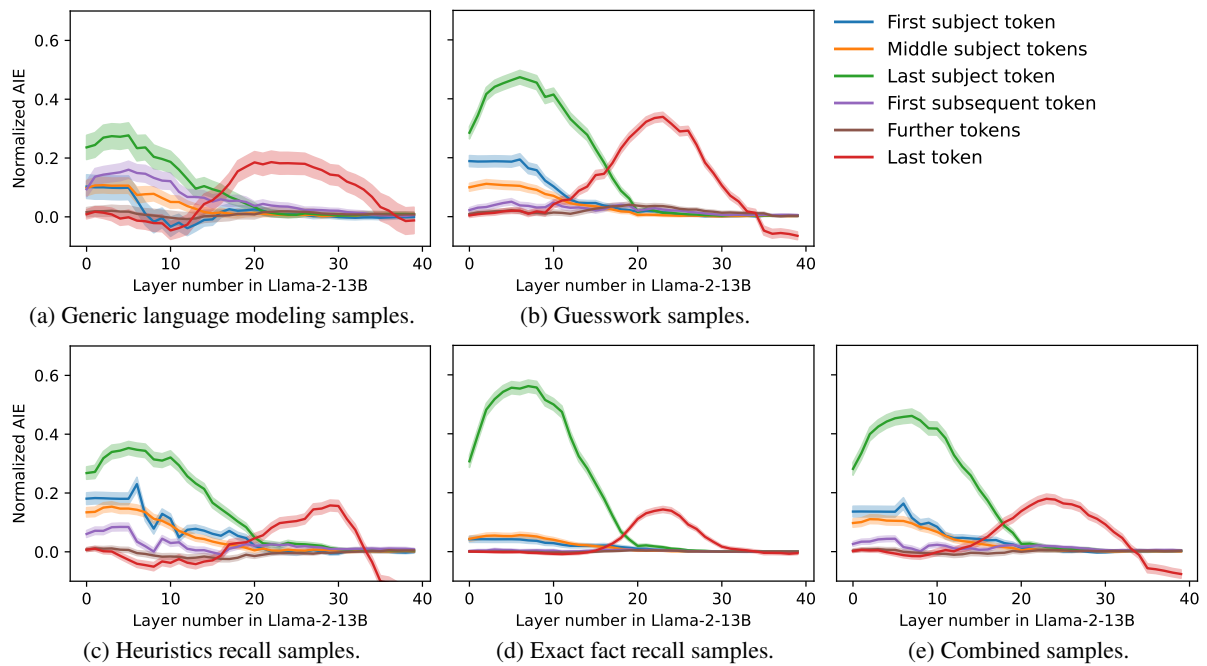 0.6
0.4
0.2
0.0
Normalized AIE
0 10 20 30 40
Layer number in Llama-2-13B
(a) Generic language modeling samples.
0 10 20 30 40
Layer number in Llama-2-13B
(b) Guesswork samples.
First subject token
Middle subject tokens
Last subject token
First subsequent token
Further tokens
Last token
0.6
0.4
0.2
0.0
Normalized AIE
0 10 20 30 40
Layer number in Llama-2-13B
(c) Heuristics recall samples.
0 10 20 30 40
Layer number in Llama-2-13B
(d) Exact fact recall samples.
0 10 20 30 40
Layer number in Llama-2-13B
(e) Combined samples.